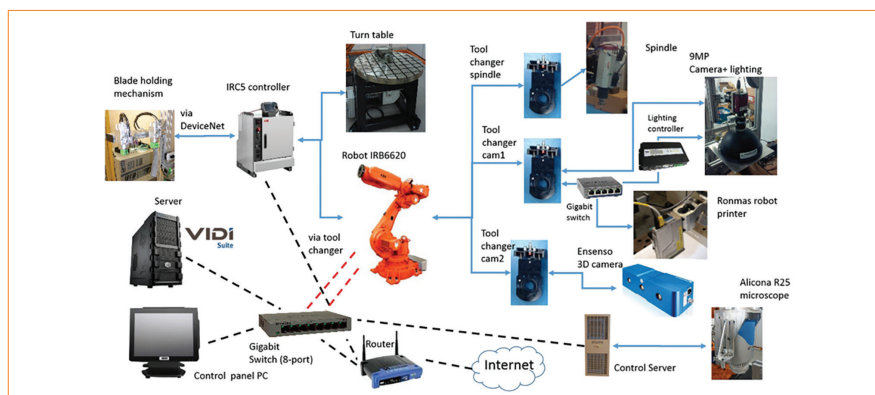 Turn table
Tool
changer
spindle
Spindle
9MP
Camera+ lighting
Blade holding
mechanism
IRC5 controller
via
DeviceNet
Lighting
controller
Tool
changer
cam1
Robot IRB6620
Gigabit
switch
Ronmas robot
printer
Server
VIDI
Suite
via tool
changer
Tool
changer
cam2
Ensenso
3D camera
Alicona R25
microscope
Gigabit
Switch (8-port)
Router
Control panel PC
Internet
Control Server